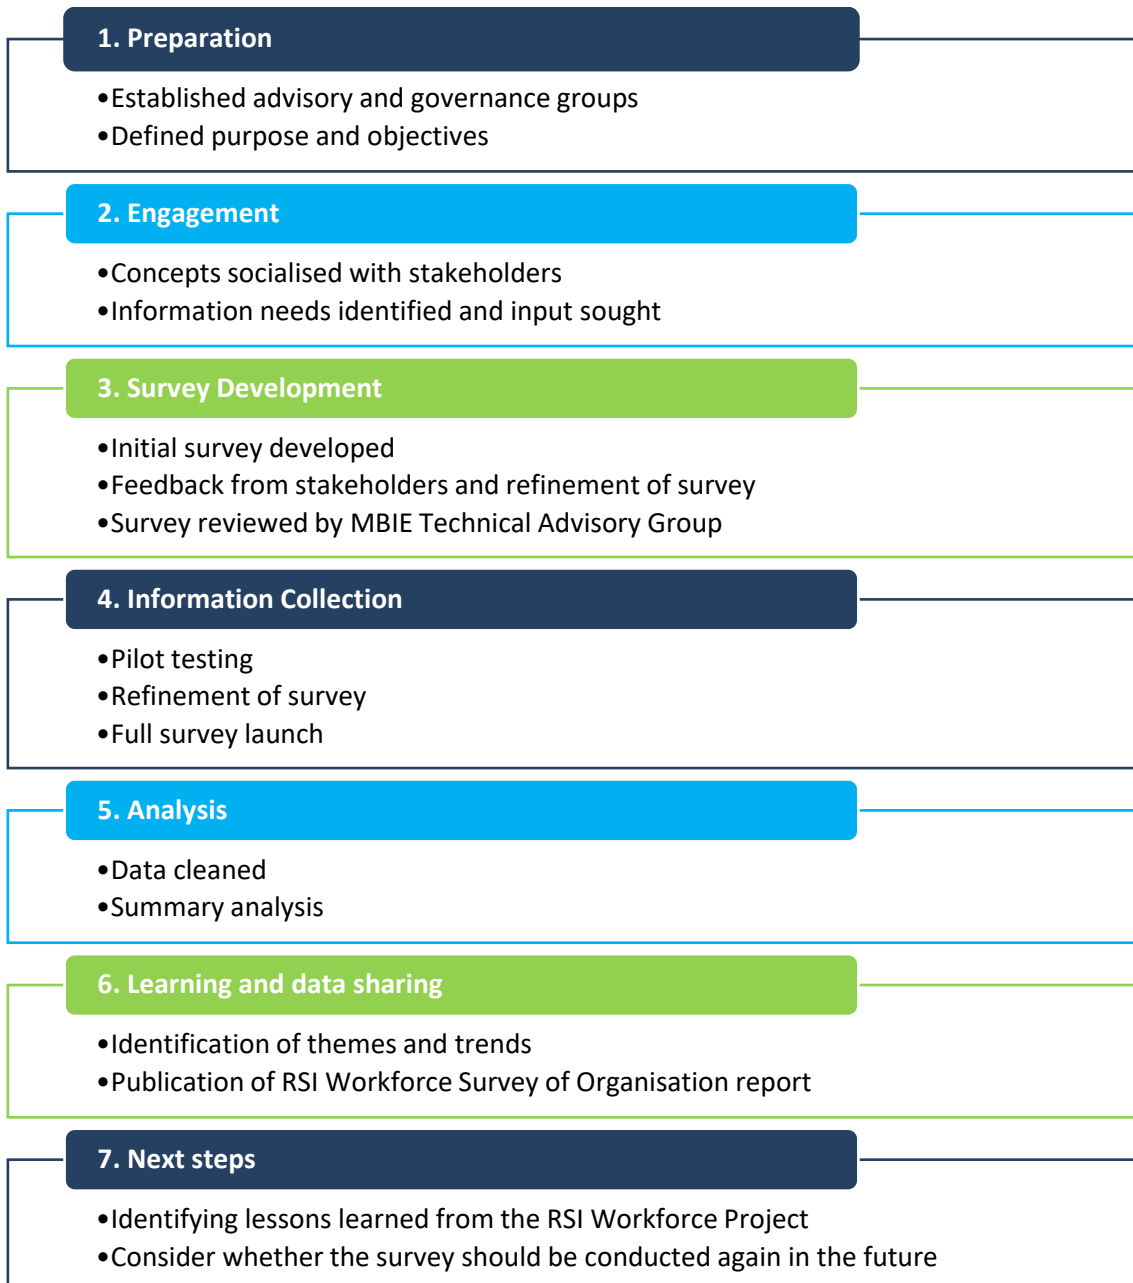 1. Preparation
•Established advisory and governance groups
•Defined purpose and objectives
2. Engagement
•Concepts socialised with stakeholders
•Information needs identified and input sought
3. Survey Development
•Initial survey developed
•Feedback from stakeholders and refinement of survey
•Survey reviewed by MBIE Technical Advisory Group
4. Information Collection
•Pilot testing
•Refinement of survey
•Full survey launch
5. Analysis
•Data cleaned
•Summary analysis
6. Learning and data sharing
•Identification of themes and trends
•Publication of RSI Workforce Survey of Organisation report
7. Next steps
•Identifying lessons learned from the RSI Workforce Project
•Consider whether the survey should be conducted again in the future